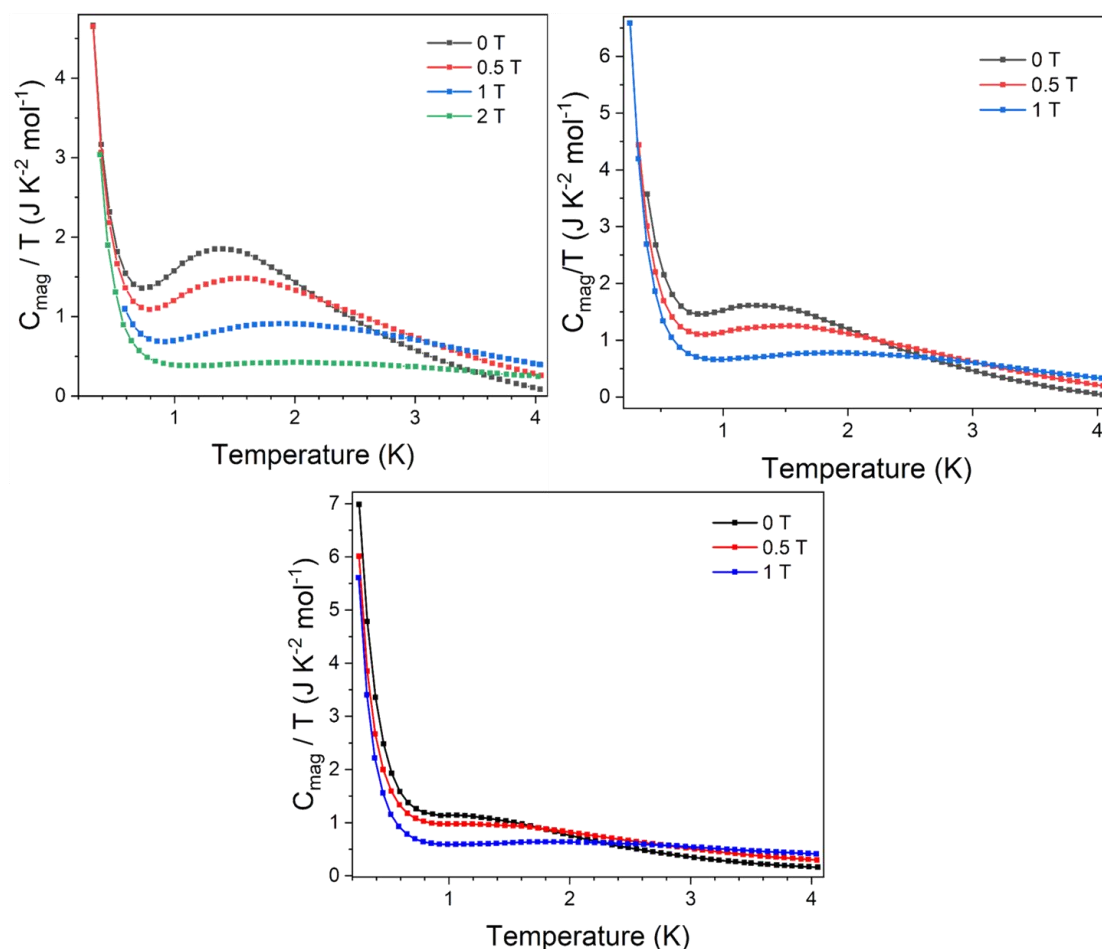 0 T
0.5 T
1 T
2 T
4
3
2
1
0
C_mag / T (J K⁻² mol⁻¹)
1 2 3 4
Temperature (K)
0 T
0.5 T
1 T
6
5
4
3
2
1
0
C_mag/T (J K⁻² mol⁻¹)
1 2 3 4
Temperature (K)
0 T
0.5 T
1 T
7
6
5
4
3
2
1
0
C_mag / T (J K⁻² mol⁻¹)
1 2 3 4
Temperature (K)